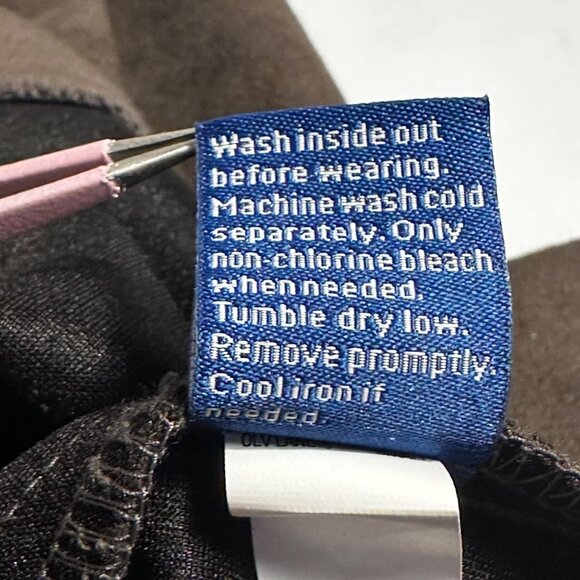 Wash inside out
before wearing.
Machine wash cold
separately. Only
non-chlorine bleach
when needed.
Tumble dry low.
Remove promptly.
Cool iron if
needed.